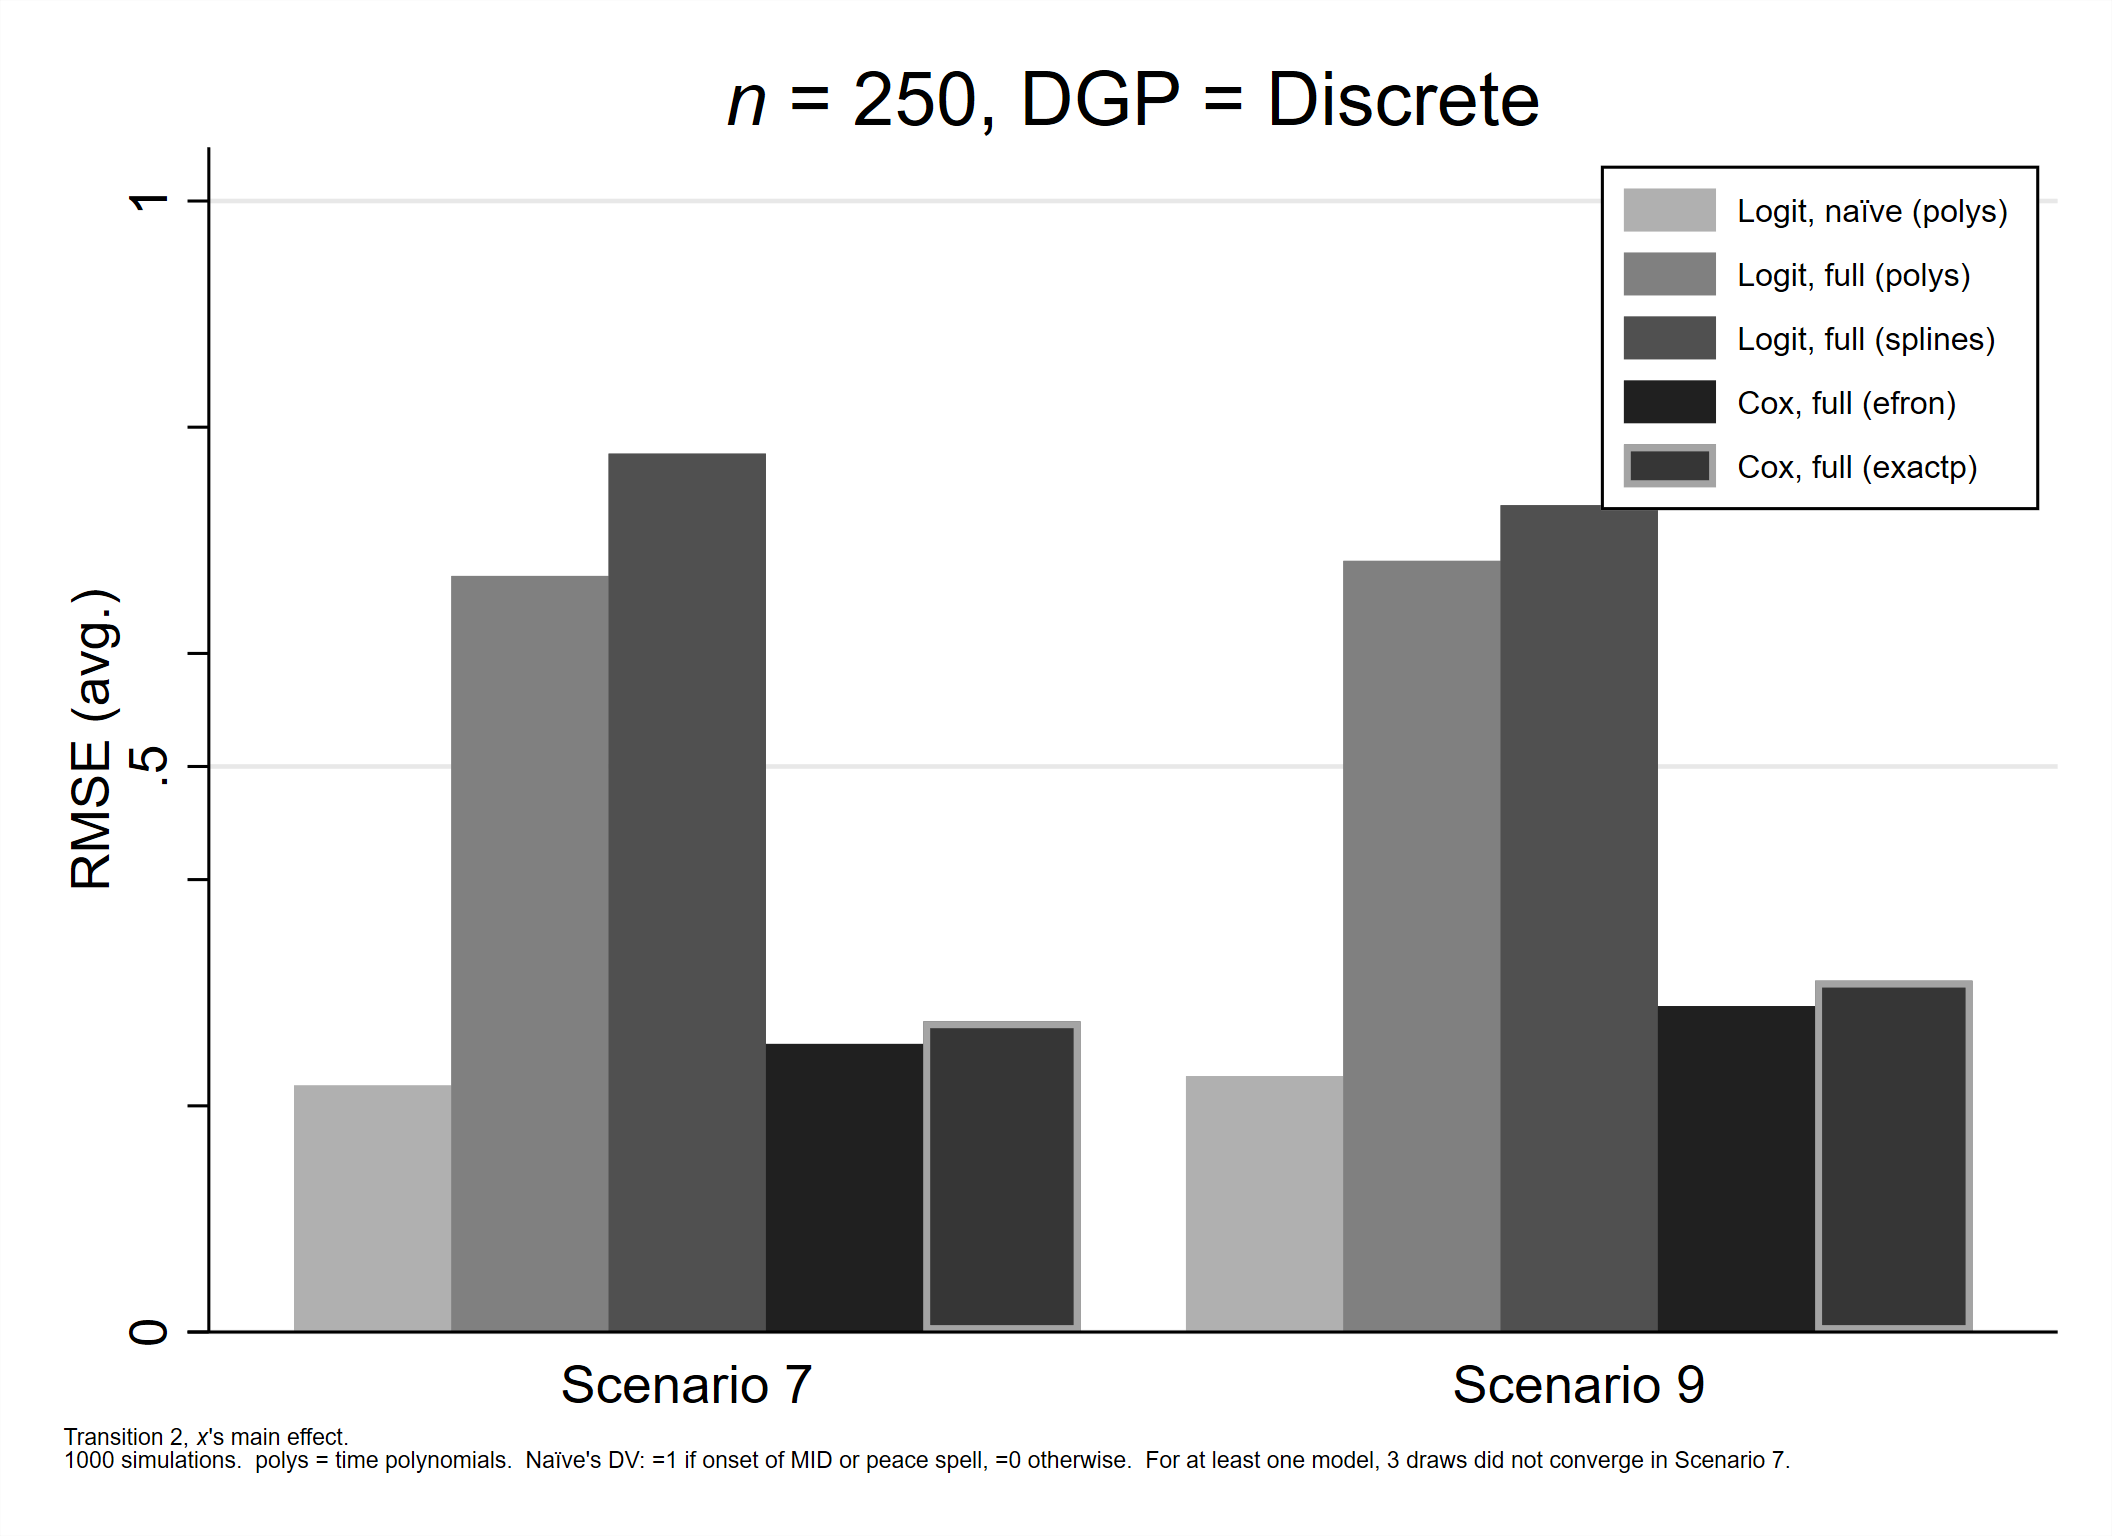 n = 250, DGP = Discrete
RMSE (avg.)
1
.5
0
Logit, naïve (polys)
Logit, full (polys)
Logit, full (splines)
Cox, full (efron)
Cox, full (exactp)
Scenario 7
Scenario 9
Transition 2, x's main effect.
1000 simulations.  polys = time polynomials.  Naïve's DV: =1 if onset of MID or peace spell, =0 otherwise.  For at least one model, 3 draws did not converge in Scenario 7.